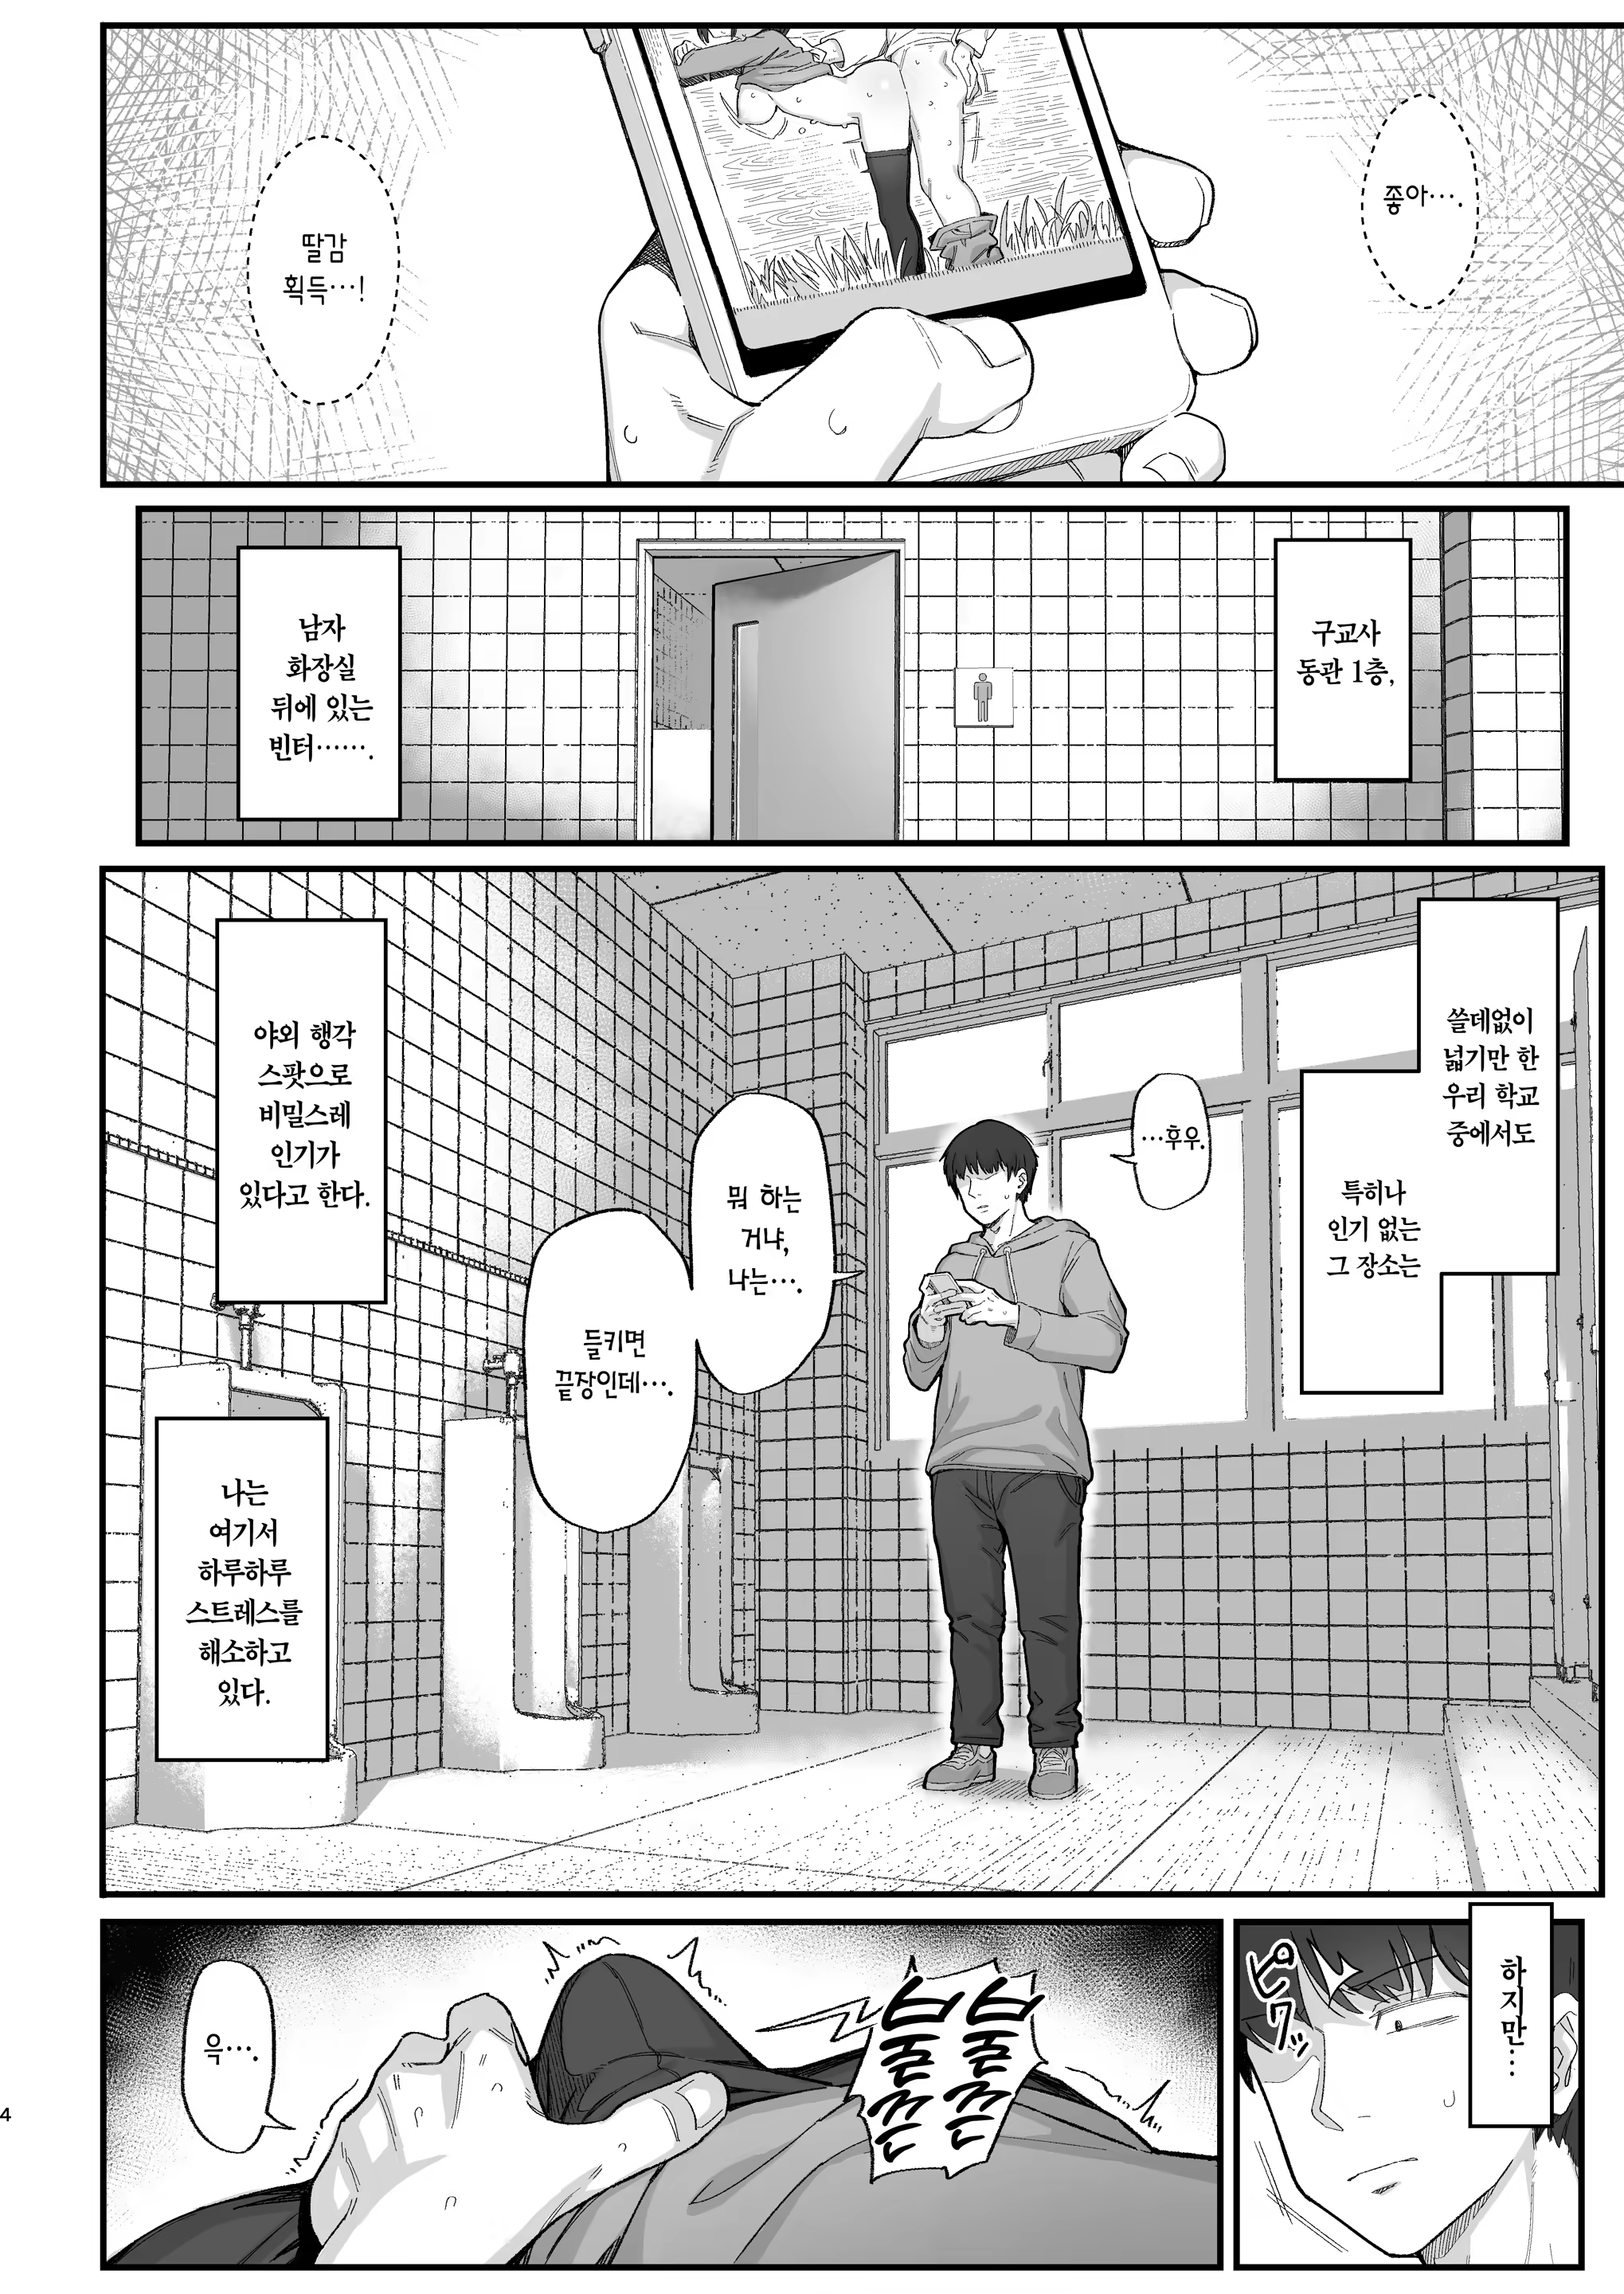 좋아….
딸감
획득…!
구교사
동관 1층,
남자
화장실
뒤에 있는
빈터…….
쓸데없이
넓기만 한
우리 학교
중에서도
특히나
인기 없는
그 장소는
…후우.
뭐 하는
거냐,
나는….
들키면
끝장인데….
야외 행각
스팟으로
비밀스레
인기가
있다고 한다.
나는
여기서
하루하루
스트레스를
해소하고
있다.
하지만…
ピクッ
불끈
불끈
윽….
4